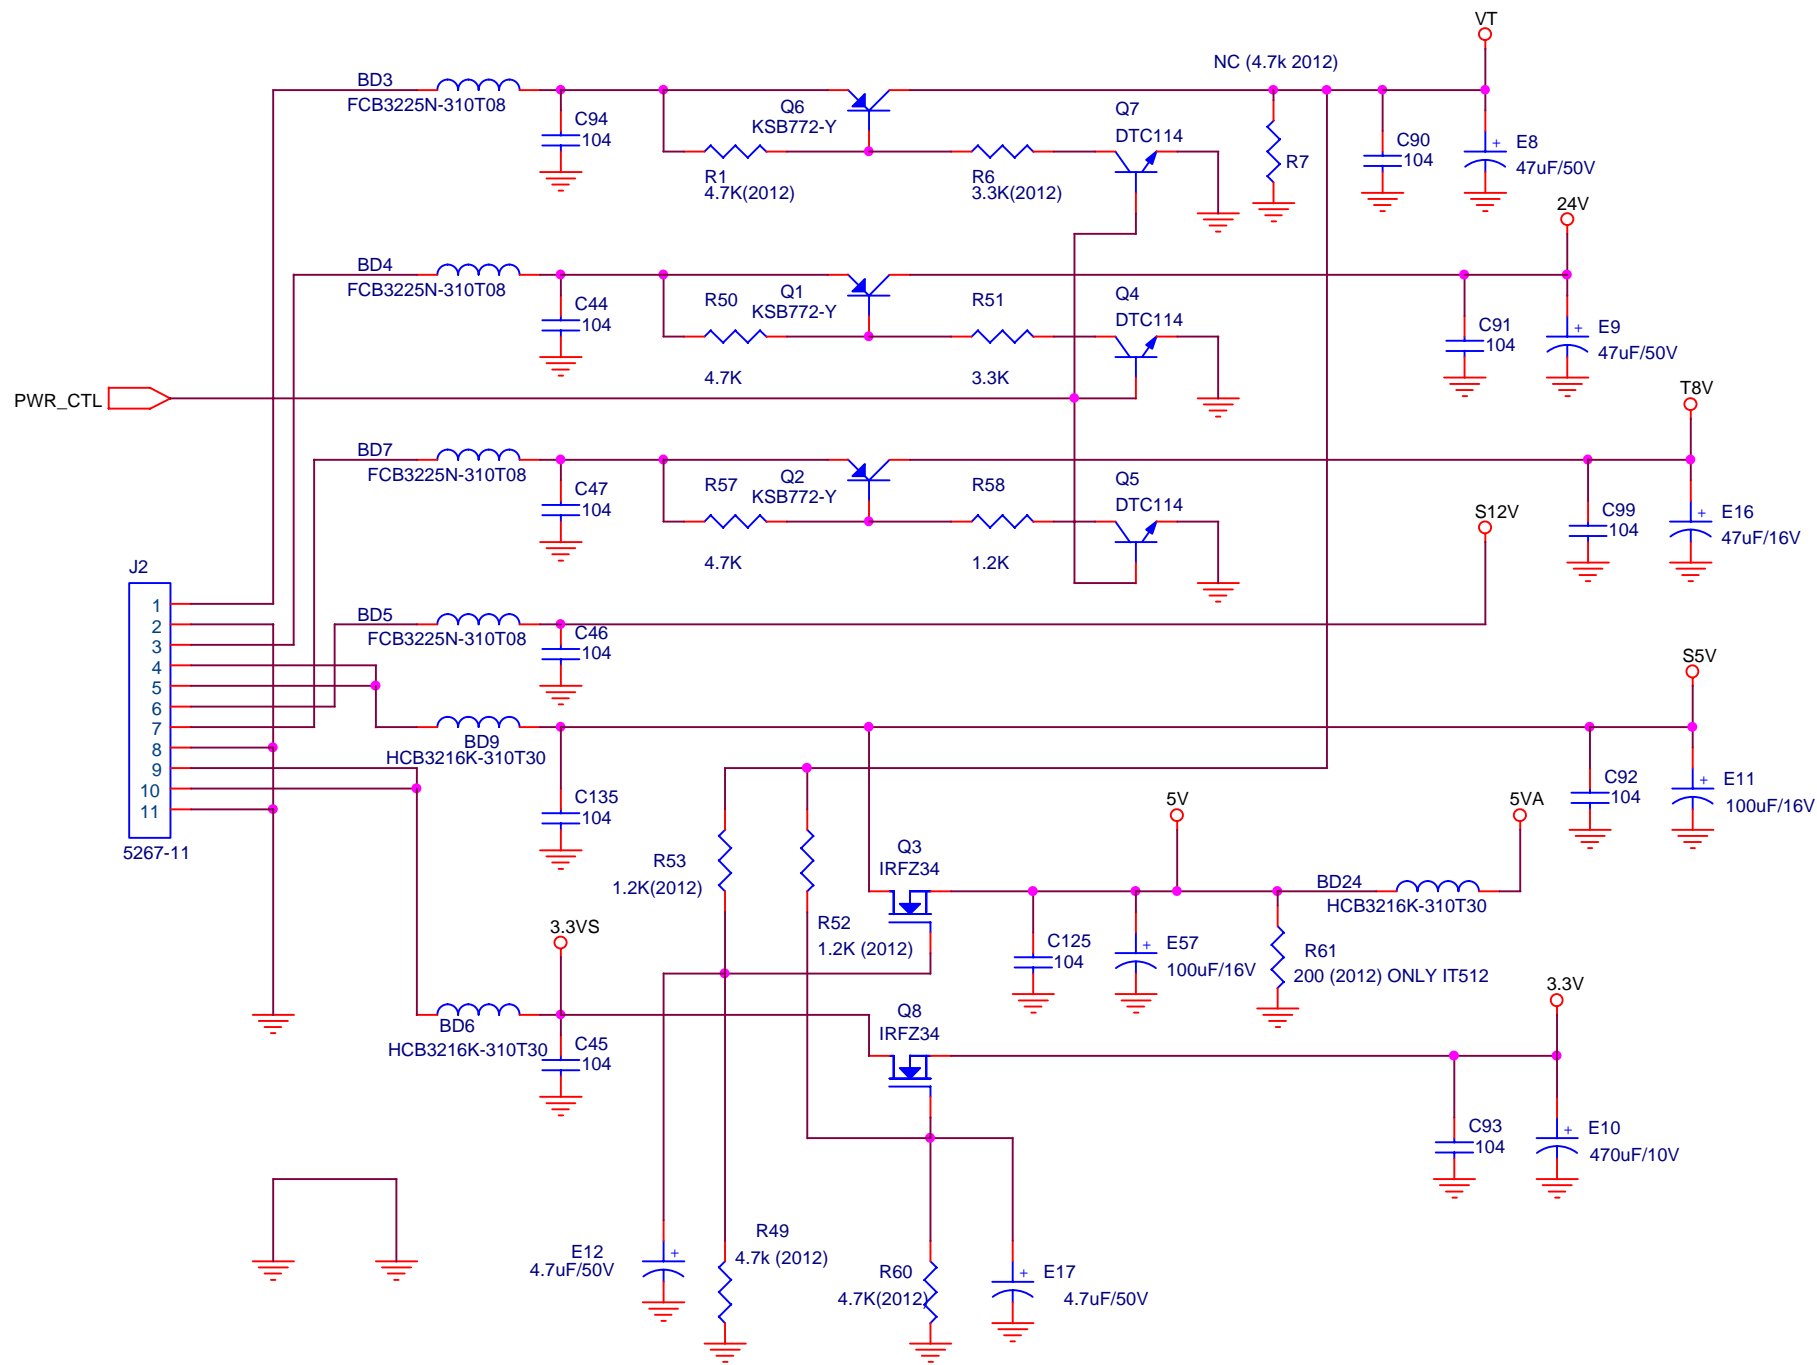 VT
NC (4.7k 2012)
BD3
FCB3225N-310T08
C94
104
Q6
KSB772-Y
Q7
DTC114
R1
4.7K(2012)
R6
3.3K(2012)
R7
C90
104
+
E8
47uF/50V
24V
BD4
FCB3225N-310T08
C44
104
R50
4.7K
Q1
KSB772-Y
R51
3.3K
Q4
DTC114
C91
104
+
E9
47uF/50V
PWR_CTL
T8V
BD7
FCB3225N-310T08
C47
104
R57
4.7K
Q2
KSB772-Y
R58
1.2K
Q5
DTC114
S12V
C99
104
+
E16
47uF/16V
J2
1
2
3
4
5
6
7
8
9
10
11
5267-11
BD5
FCB3225N-310T08
C46
104
S5V
BD9
HCB3216K-310T30
C135
104
C92
104
+
E11
100uF/16V
5V
5VA
R53
1.2K(2012)
R52
1.2K (2012)
Q3
IRFZ34
BD24
HCB3216K-310T30
C125
104
+
E57
100uF/16V
R61
200 (2012) ONLY IT512
3.3VS
BD6
HCB3216K-310T30
C45
104
Q8
IRFZ34
3.3V
C93
104
+
E10
470uF/10V
E12
4.7uF/50V
+
R49
4.7k (2012)
R60
4.7K(2012)
+
E17
4.7uF/50V